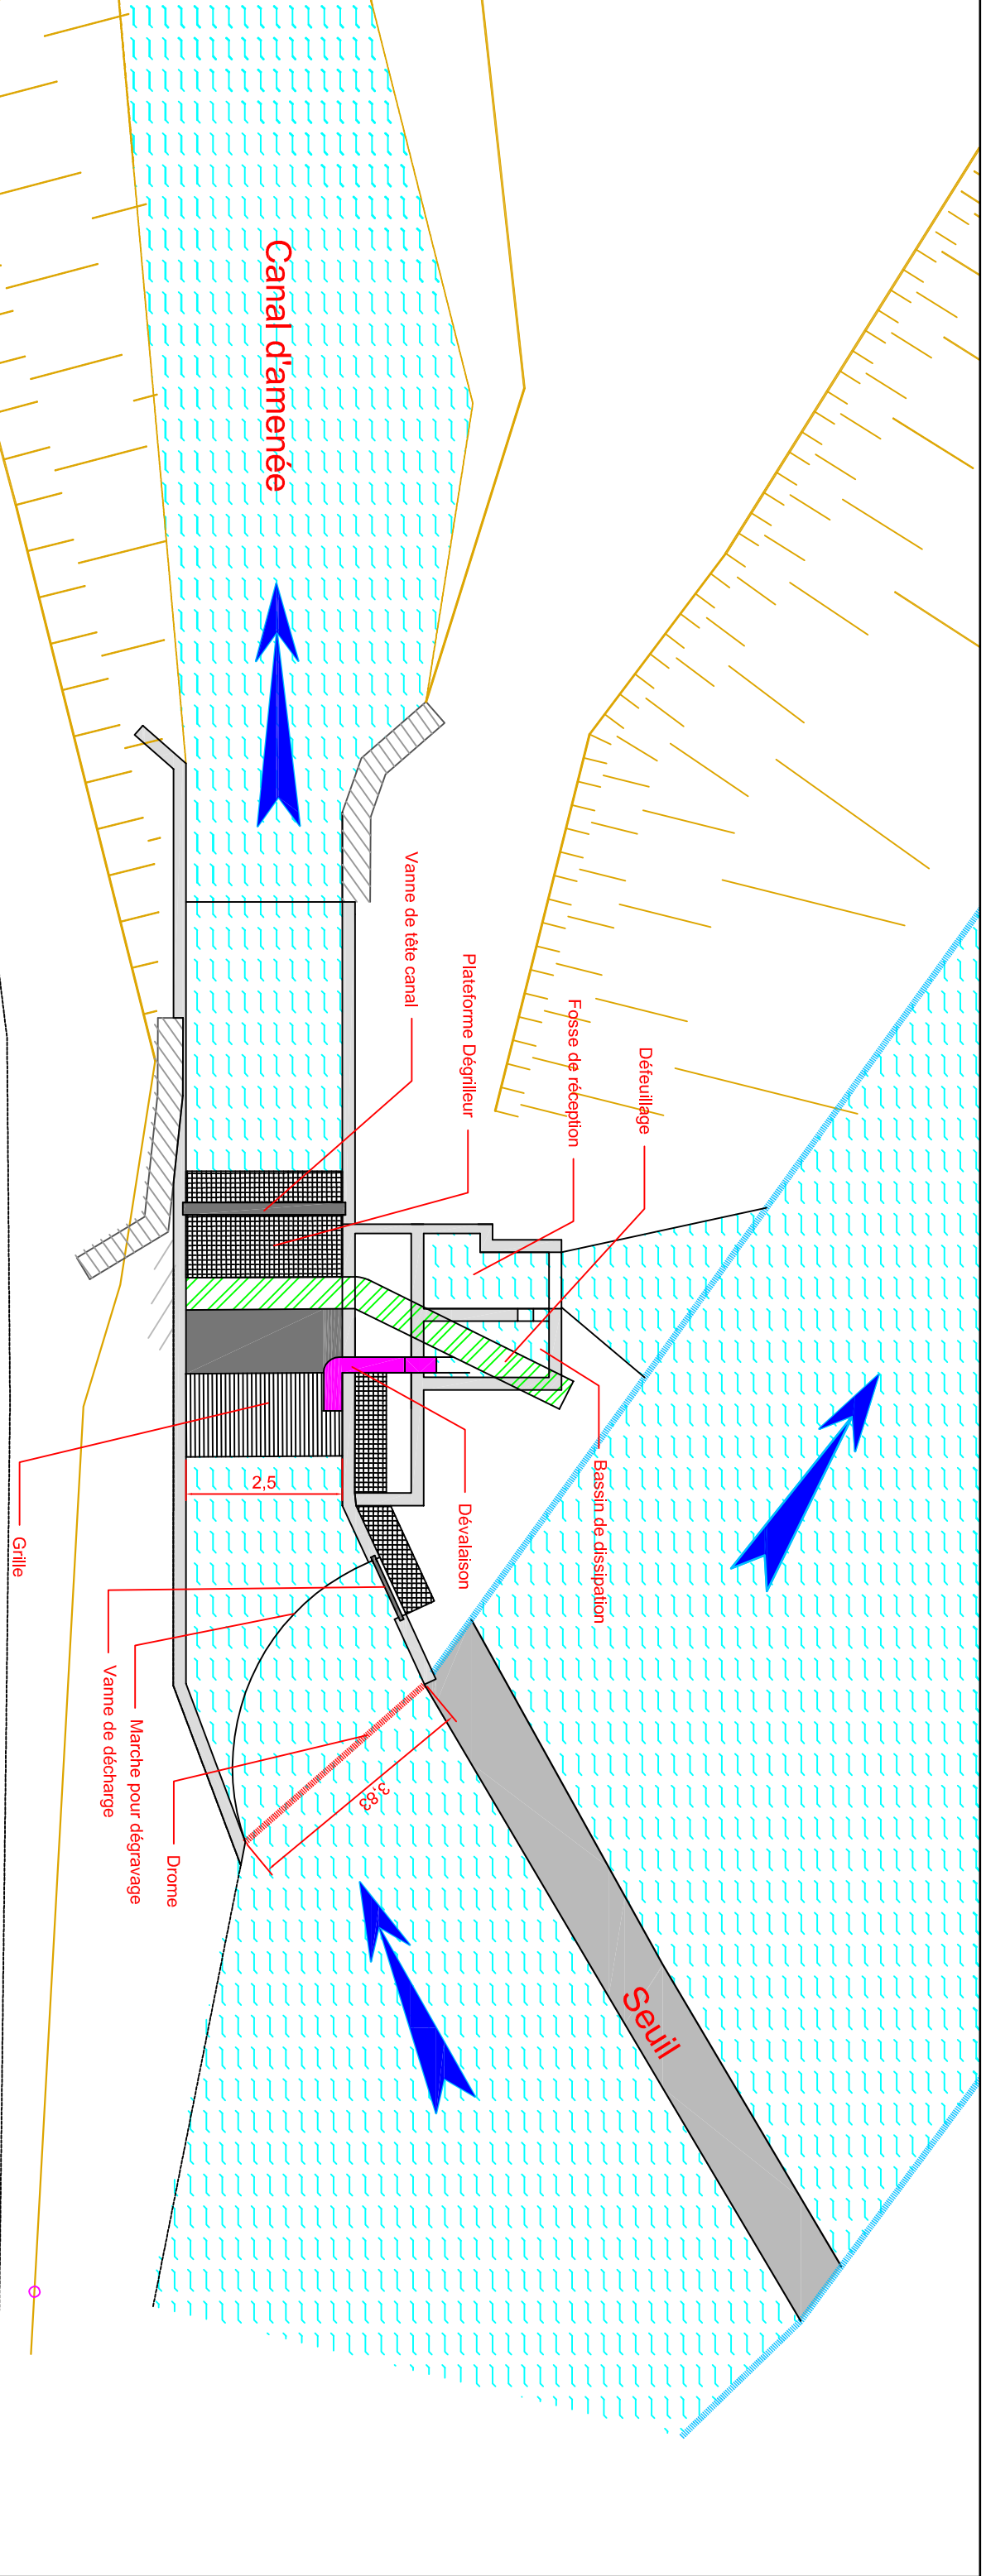 Canal d'amenée
Vanne de tête canal
Plateforme Dégrilleur
Fosse de réception
Défeuillage
Bassin de dissipation
Dévalaison
2,5
Grille
Vanne de décharge
Marche pour dégravage
Drome
3,83
Seuil